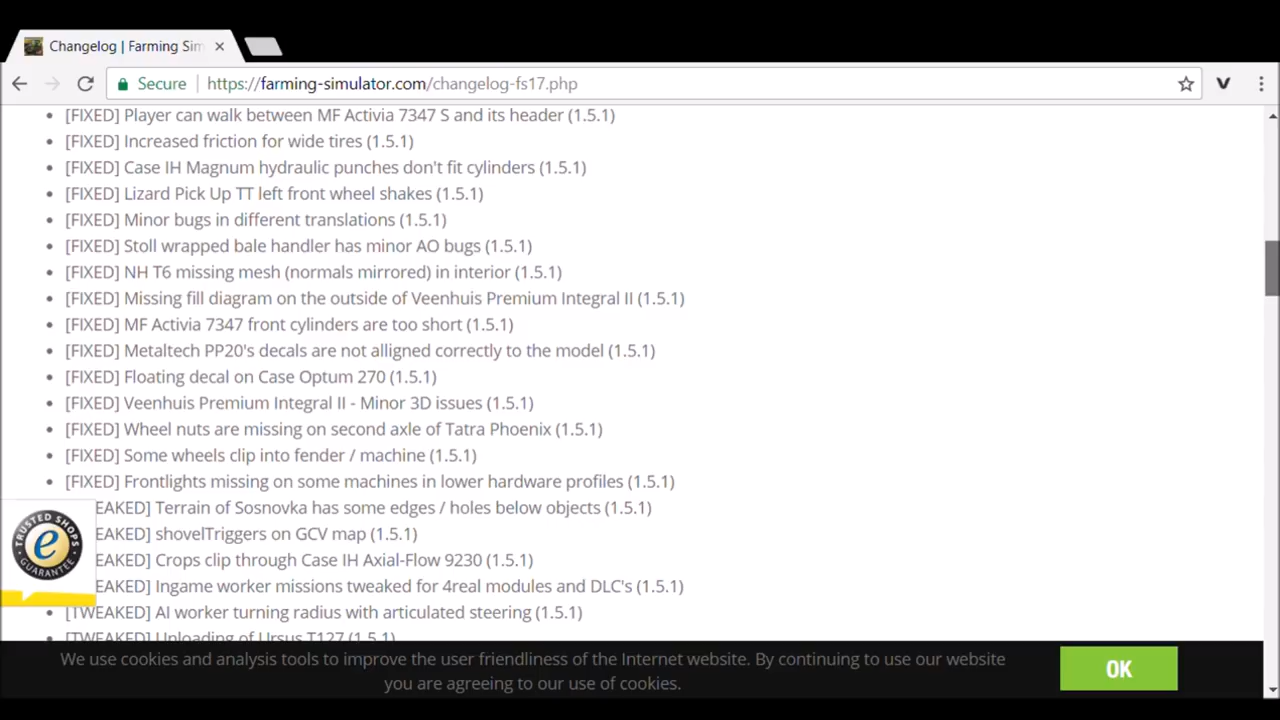 Changelog | Farming Sim
Secure https://farming-simulator.com/changelog-fs17.php
[FIXED] Player can walk between MF Activia 7347 S and its header (1.5.1)
[FIXED] Increased friction for wide tires (1.5.1)
[FIXED] Case IH Magnum hydraulic punches don't fit cylinders (1.5.1)
[FIXED] Lizard Pick Up TT left front wheel shakes (1.5.1)
[FIXED] Minor bugs in different translations (1.5.1)
[FIXED] Stoll wrapped bale handler has minor AO bugs (1.5.1)
[FIXED] NH T6 missing mesh (normals mirrored) in interior (1.5.1)
[FIXED] Missing fill diagram on the outside of Veenhuis Premium Integral II (1.5.1)
[FIXED] MF Activia 7347 front cylinders are too short (1.5.1)
[FIXED] Metaltech PP20's decals are not alligned correctly to the model (1.5.1)
[FIXED] Floating decal on Case Optum 270 (1.5.1)
[FIXED] Veenhuis Premium Integral II - Minor 3D issues (1.5.1)
[FIXED] Wheel nuts are missing on second axle of Tatra Phoenix (1.5.1)
[FIXED] Some wheels clip into fender / machine (1.5.1)
[FIXED] Frontlights missing on some machines in lower hardware profiles (1.5.1)
EAKED] Terrain of Sosnovka has some edges / holes below objects (1.5.1)
EAKED] shovelTriggers on GCV map (1.5.1)
EAKED] Crops clip through Case IH Axial-Flow 9230 (1.5.1)
EAKED] Ingame worker missions tweaked for 4real modules and DLC's (1.5.1)
[TWEAKED] AI worker turning radius with articulated steering (1.5.1)
[TWEAKED] Unloading of Ursus T127 (1.5.1)
TRUSTED SHOPS
e
GUARANTEE
We use cookies and analysis tools to improve the user friendliness of the Internet website. By continuing to use our website
you are agreeing to our use of cookies.
OK